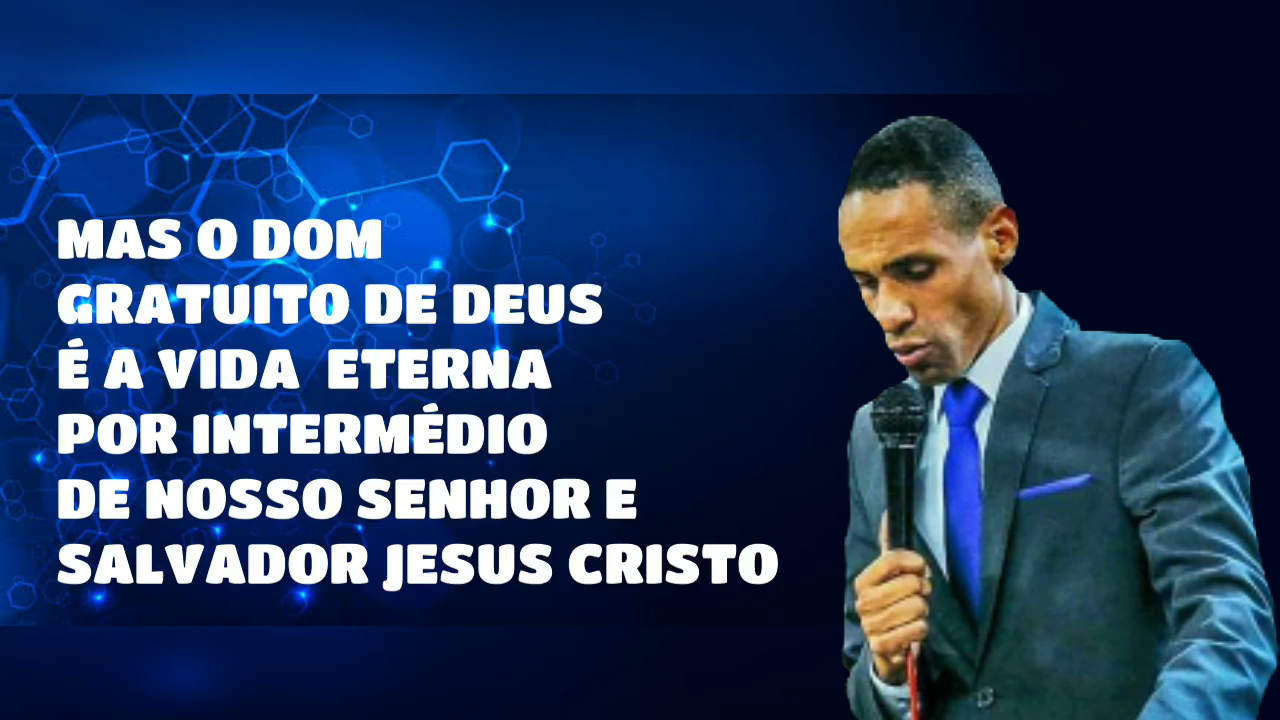 MAS O DOM
GRATUITO DE DEUS
É A VIDA ETERNA
POR INTERMÉDIO
DE NOSSO SENHOR E
SALVADOR JESUS CRISTO